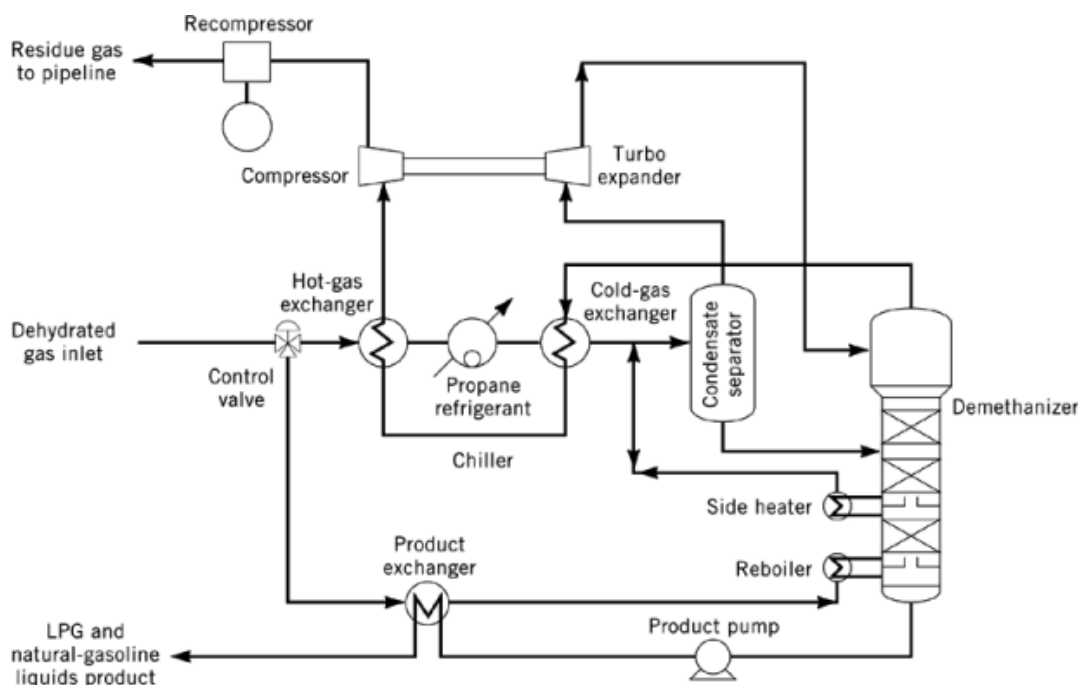 Recompressor
Residue gas
to pipeline
Compressor
Turbo
expander
Hot-gas
exchanger
Cold-gas
exchanger
Dehydrated
gas inlet
Control
valve
Propane
refrigerant
Condensate
separator
Demethanizer
Chiller
Side heater
Product
exchanger
Reboiler
LPG and
natural-gasoline
liquids product
Product pump